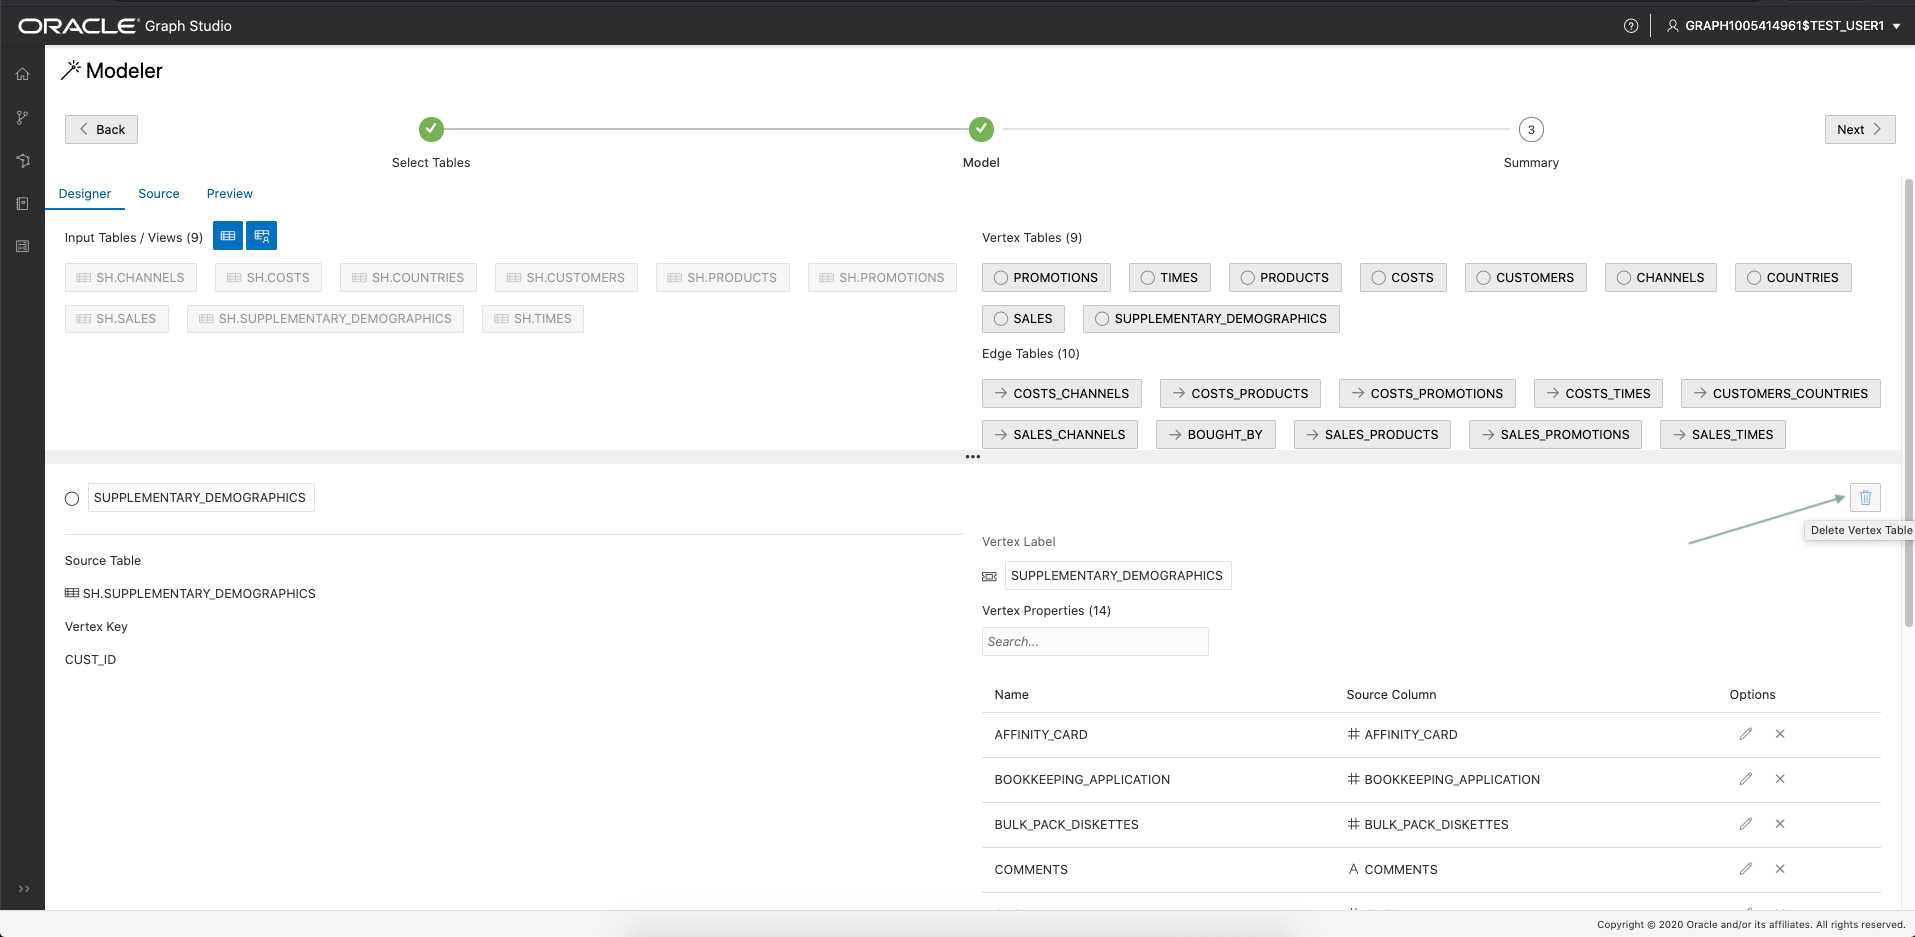 ORACLE® Graph Studio
GRAPH1005414961$TEST_USER1
Modeler
Back
3
Next
Select Tables
Model
Summary
Designer Source Preview
Input Tables / Views (9)
SH.CHANNELS SH.COSTS SH.COUNTRIES SH.CUSTOMERS SH.PRODUCTS SH.PROMOTIONS
SH.SALES SH.SUPPLEMENTARY_DEMOGRAPHICS SH.TIMES
Vertex Tables (9)
PROMOTIONS TIMES PRODUCTS COSTS CUSTOMERS CHANNELS COUNTRIES
SALES SUPPLEMENTARY_DEMOGRAPHICS
Edge Tables (10)
COSTS_CHANNELS COSTS_PRODUCTS COSTS_PROMOTIONS COSTS_TIMES CUSTOMERS_COUNTRIES
SALES_CHANNELS BOUGHT_BY SALES_PRODUCTS SALES_PROMOTIONS SALES_TIMES
SUPPLEMENTARY_DEMOGRAPHICS
Delete Vertex Table
Source Table
SH.SUPPLEMENTARY_DEMOGRAPHICS
Vertex Key
CUST_ID
Vertex Label
SUPPLEMENTARY_DEMOGRAPHICS
Vertex Properties (14)
Search...
Name Source Column Options
AFFINITY_CARD # AFFINITY_CARD
BOOKKEEPING_APPLICATION # BOOKKEEPING_APPLICATION
BULK_PACK_DISKETTES # BULK_PACK_DISKETTES
COMMENTS A COMMENTS
Copyright © 2020 Oracle and/or its affiliates. All rights reserved.